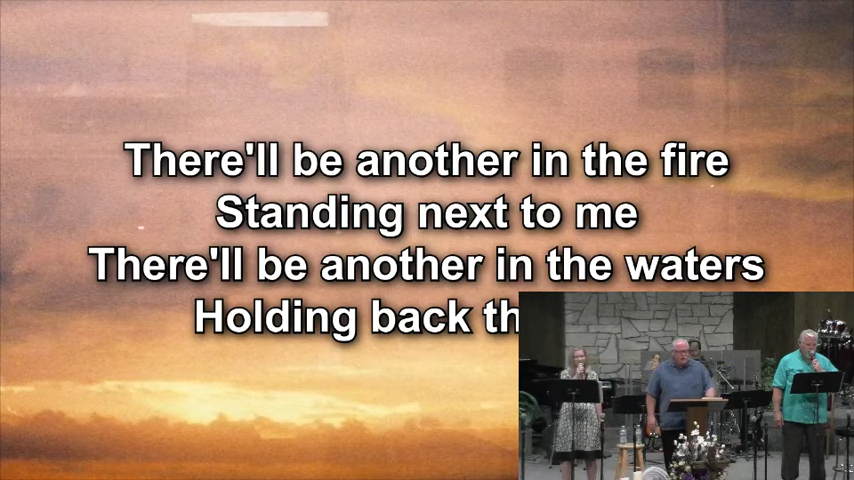 There'll be another in the fire
Standing next to me
There'll be another in the waters
Holding back